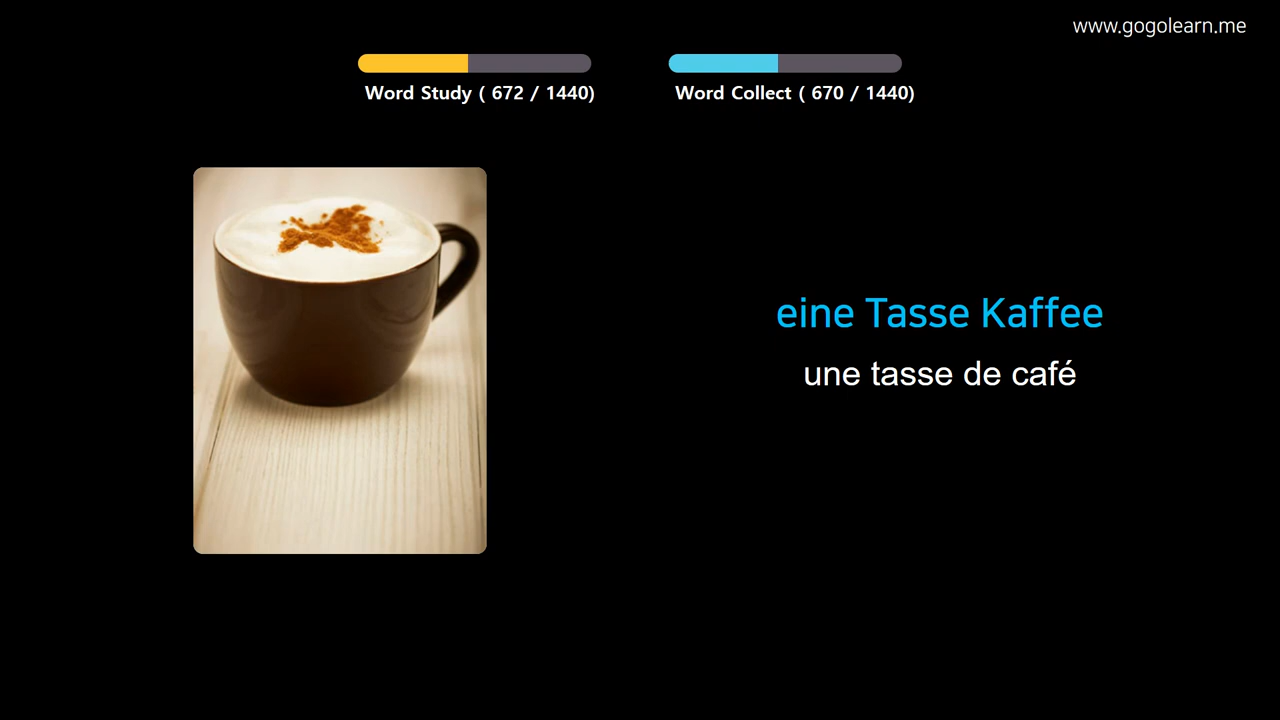 www.gogolearn.me
Word Study ( 672 / 1440)
Word Collect ( 670 / 1440)
eine Tasse Kaffee
une tasse de café